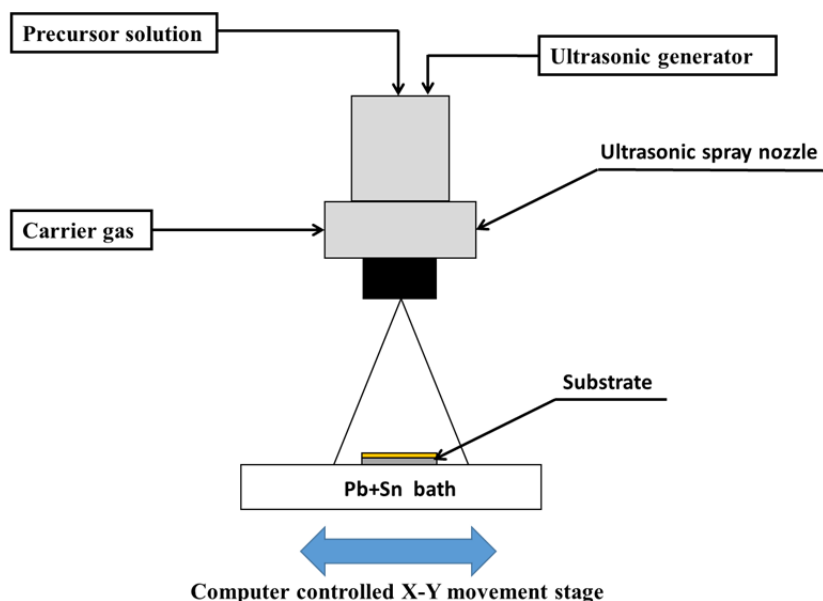 Precursor solution
Ultrasonic generator
Ultrasonic spray nozzle
Carrier gas
Substrate
Pb+Sn bath
Computer controlled X-Y movement stage